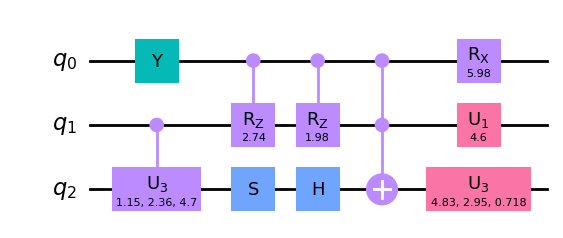 q0 Y RX 5.98
q1 RZ 2.74 RZ 1.98 U1 4.6
q2 U3 1.15, 2.36, 4.7 S H U3 4.83, 2.95, 0.718